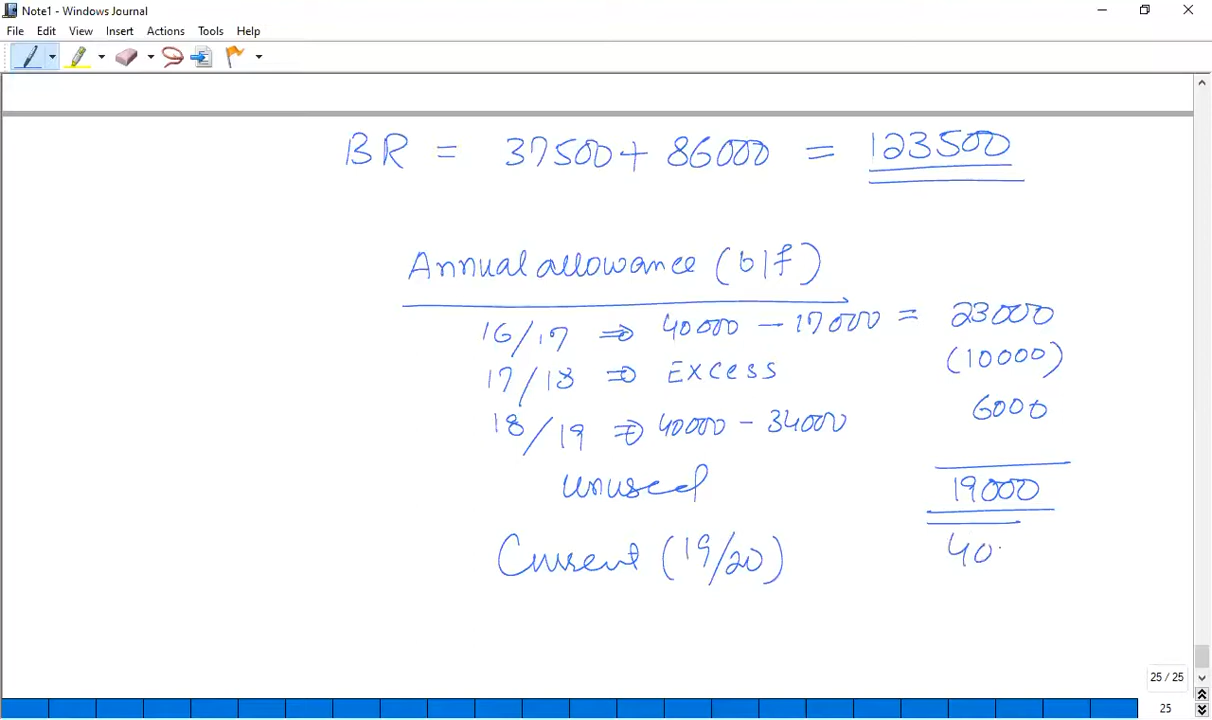 Note1 - Windows Journal
File Edit View Insert Actions Tools Help
BR = 37500 + 86000 = 123500
Annual allowance (b/f)
16/17 ⇒ 40000 - 17000 = 23000
17/18 ⇒ Excess (10000)
18/19 ⇒ 40000 - 34000 6000
Unused 19000
Current (19/20) 40
25 / 25
25